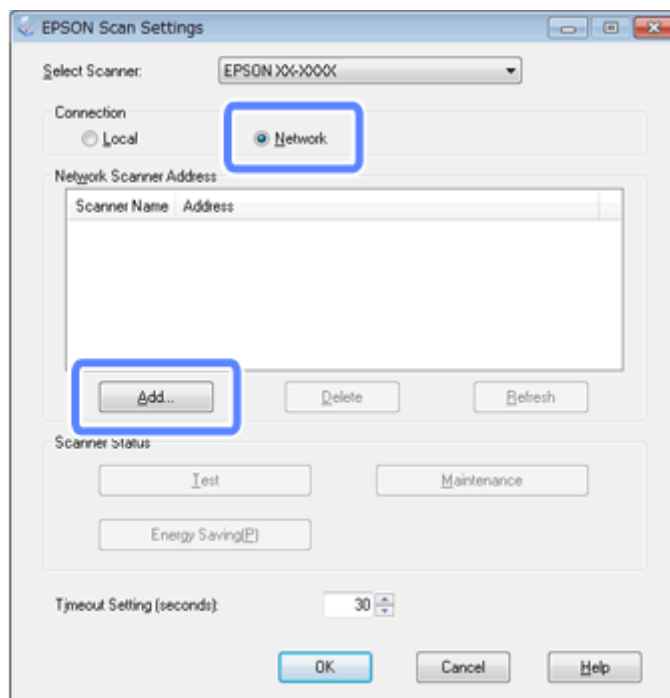 EPSON Scan Settings
Select Scanner: EPSON XX-XXXX
Connection
Local Network
Network Scanner Address
Scanner Name Address
Add... Delete Refresh
Scanner Status
Test Maintenance
Energy Saving(P)
Timeout Setting (seconds): 30
OK Cancel Help